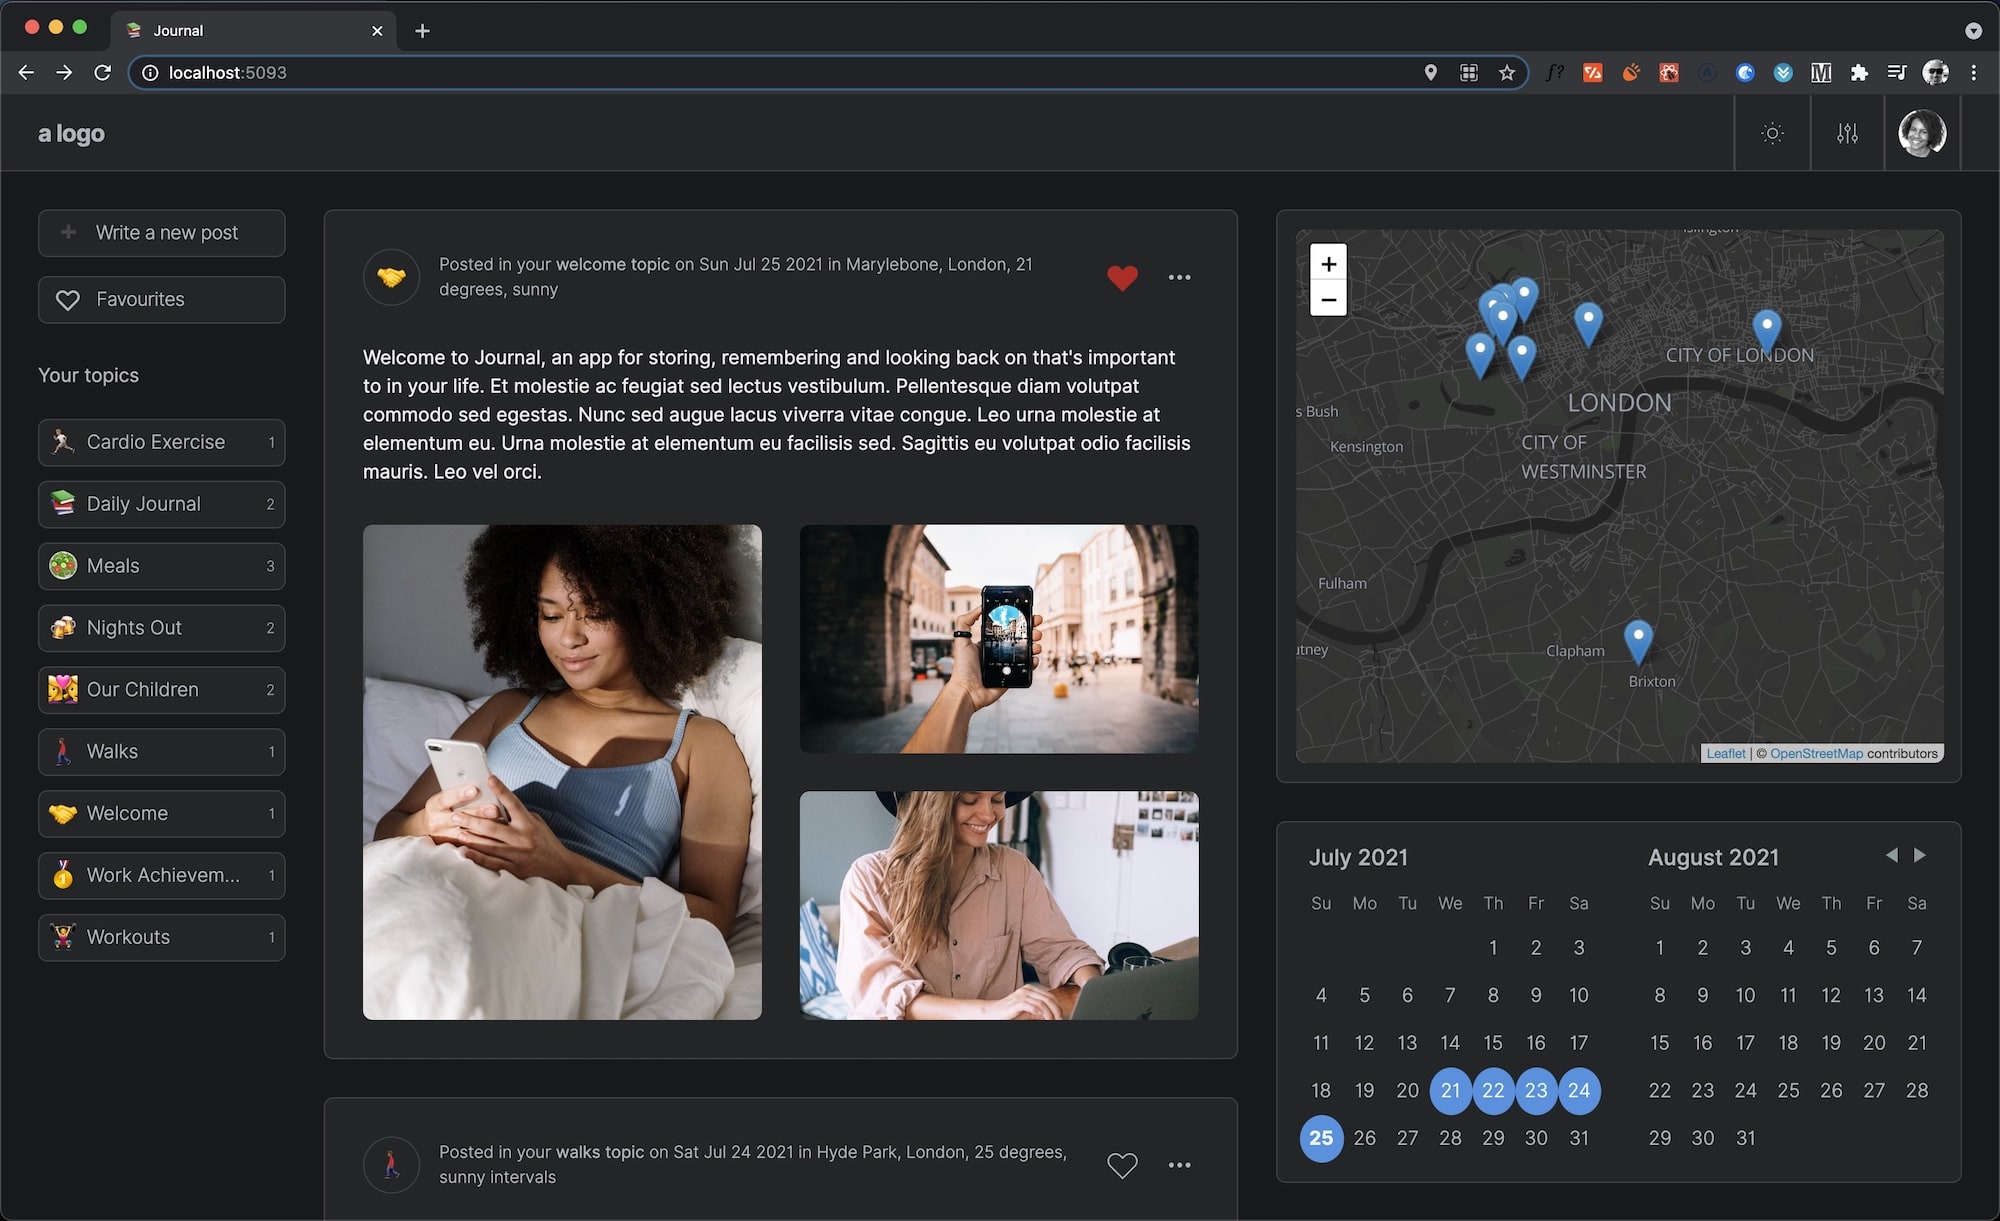 Journal
localhost:5093
a logo
Write a new post
Favourites
Your topics
Cardio Exercise 1
Daily Journal 2
Meals 3
Nights Out 2
Our Children 2
Walks 1
Welcome 1
Work Achievem... 1
Workouts 1
Posted in your welcome topic on Sun Jul 25 2021 in Marylebone, London, 21
degrees, sunny
Welcome to Journal, an app for storing, remembering and looking back on that's important
to in your life. Et molestie ac feugiat sed lectus vestibulum. Pellentesque diam volutpat
commodo sed egestas. Nunc sed augue lacus viverra vitae congue. Leo urna molestie at
elementum eu. Urna molestie at elementum eu facilisis sed. Sagittis eu volutpat odio facilisis
mauris. Leo vel orci.
Posted in your walks topic on Sat Jul 24 2021 in Hyde Park, London, 25 degrees,
sunny intervals
+
−
CITY OF LONDON
LONDON
s Bush
Kensington
CITY OF
WESTMINSTER
Fulham
utney
Clapham
Brixton
Leaflet | © OpenStreetMap contributors
July 2021
Su Mo Tu We Th Fr Sa
1 2 3
4 5 6 7 8 9 10
11 12 13 14 15 16 17
18 19 20 21 22 23 24
25 26 27 28 29 30 31
August 2021
Su Mo Tu We Th Fr Sa
1 2 3 4 5 6 7
8 9 10 11 12 13 14
15 16 17 18 19 20 21
22 23 24 25 26 27 28
29 30 31